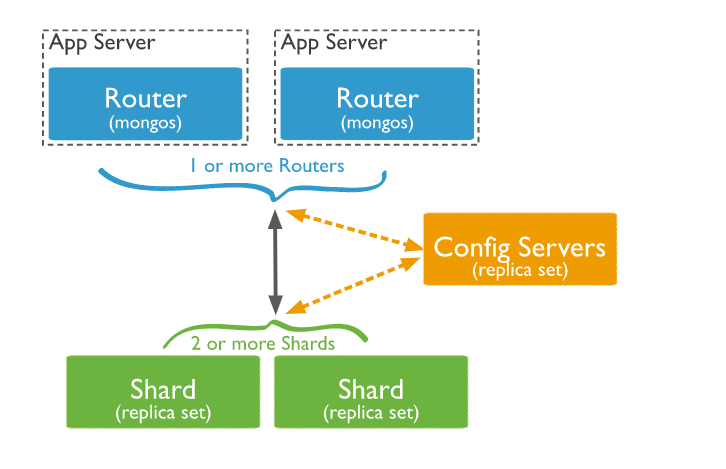 App Server
App Server
Router
(mongos)
Router
(mongos)
1 or more Routers
Config Servers
(replica set)
2 or more Shards
Shard
(replica set)
Shard
(replica set)